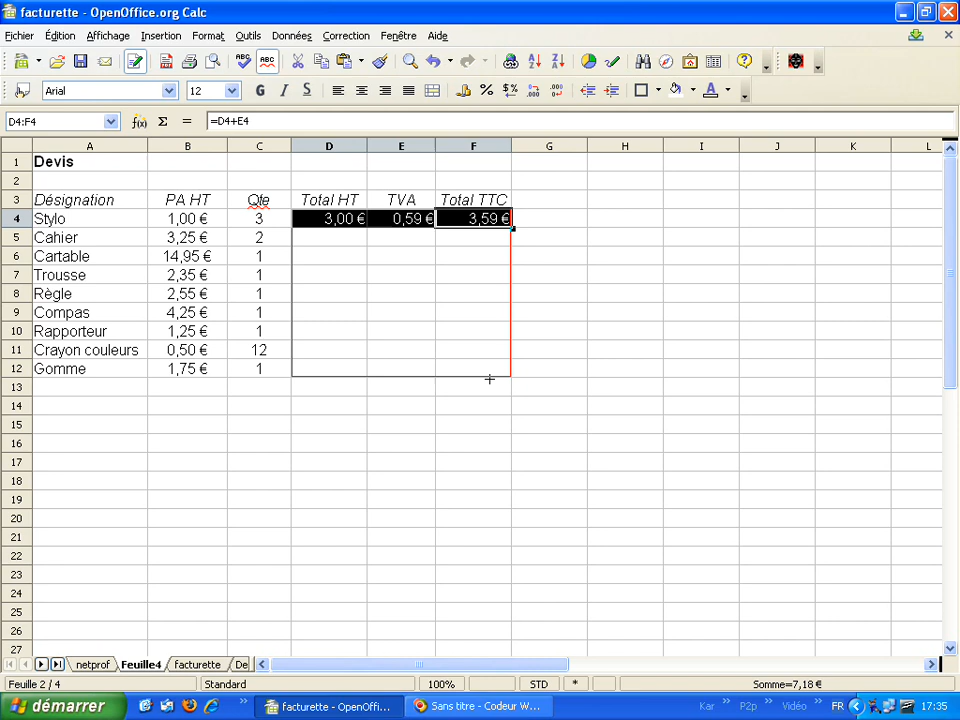 facturette - OpenOffice.org Calc
Fichier Édition Affichage Insertion Format Outils Données Correction Fenêtre Aide
Arial 12
D4:F4 =D4+E4
A B C D E F G H I J K L
1 Devis
2
3 Désignation PA HT Qte Total HT TVA Total TTC
4 Stylo 1,00 € 3 3,00 € 0,59 € 3,59 €
5 Cahier 3,25 € 2
6 Cartable 14,95 € 1
7 Trousse 2,35 € 1
8 Règle 2,55 € 1
9 Compas 4,25 € 1
10 Rapporteur 1,25 € 1
11 Crayon couleurs 0,50 € 12
12 Gomme 1,75 € 1
13
14
15
16
17
18
19
20
21
22
23
24
25
26
27
netprof Feuille4 facturette De
Feuille 2 / 4 Standard 100% STD * Somme=7,18 €
démarrer facturette - OpenOffi... Sans titre - Codeur W... Kar P2p Vidéo FR 17:35